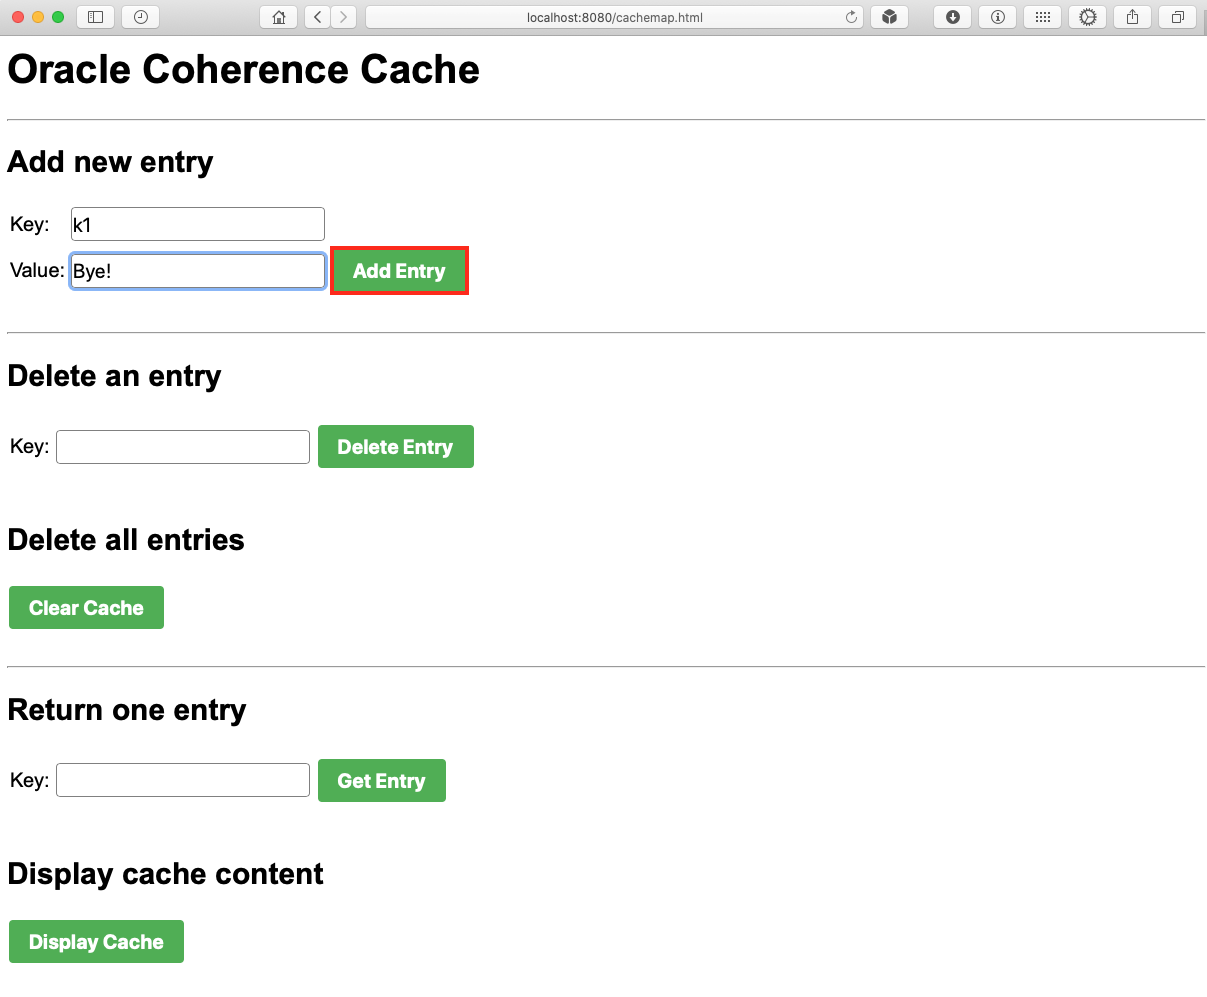 localhost:8080/cachemap.html
Oracle Coherence Cache
Add new entry
Key: k1
Value: Bye! Add Entry
Delete an entry
Key: Delete Entry
Delete all entries
Clear Cache
Return one entry
Key: Get Entry
Display cache content
Display Cache